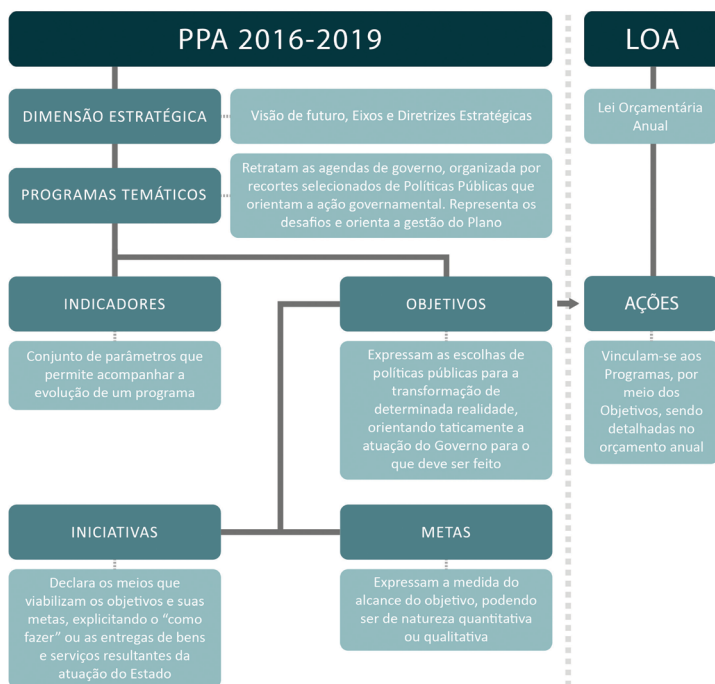 PPA 2016-2019
LOA
DIMENSÃO ESTRATÉGICA
Visão de futuro, Eixos e Diretrizes Estratégicas
Lei Orçamentária
Anual
PROGRAMAS TEMÁTICOS
Retratam as agendas de governo, organizada por
recortes selecionados de Políticas Públicas que
orientam a ação governamental. Representa os
desafios e orienta a gestão do Plano
INDICADORES
Conjunto de parâmetros que
permite acompanhar a
evolução de um programa
OBJETIVOS
Expressam as escolhas de
políticas públicas para a
transformação de
determinada realidade,
orientando taticamente a
atuação do Governo para o
que deve ser feito
AÇÕES
Vinculam-se aos
Programas, por
meio dos
Objetivos, sendo
detalhadas no
orçamento anual
INICIATIVAS
Declara os meios que
viabilizam os objetivos e suas
metas, explicitando o “como
fazer” ou as entregas de bens
e serviços resultantes da
atuação do Estado
METAS
Expressam a medida do
alcance do objetivo, podendo
ser de natureza quantitativa
ou qualitativa